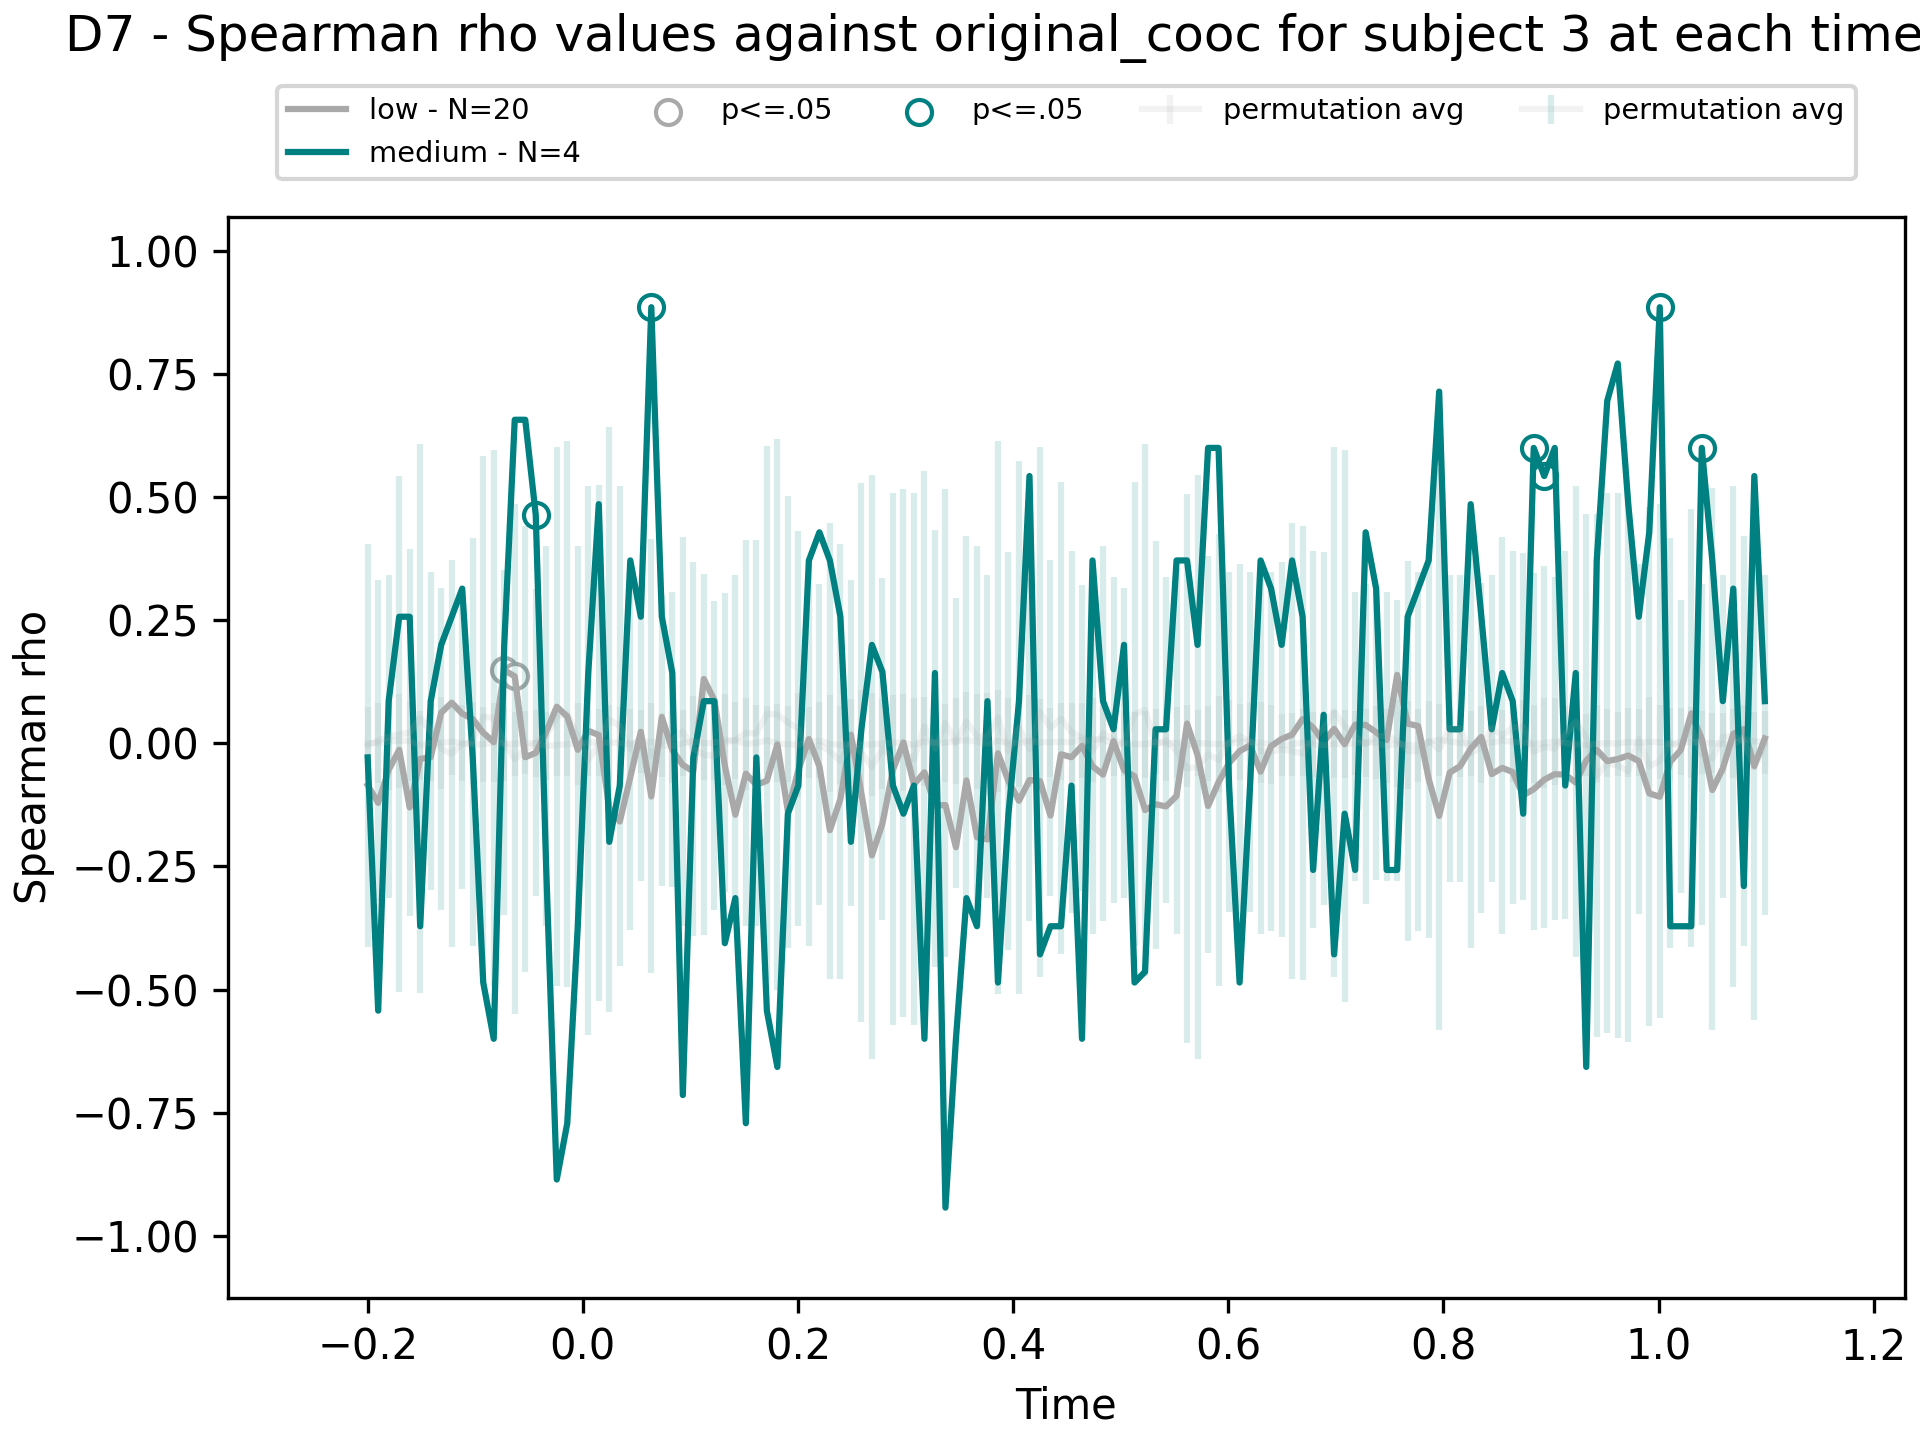 D7 - Spearman rho values against original_cooc for subject 3 at each time
low - N=20
medium - N=4
p<=.05
p<=.05
permutation avg
permutation avg
Spearman rho
1.00
0.75
0.50
0.25
0.00
−0.25
−0.50
−0.75
−1.00
−0.2 0.0 0.2 0.4 0.6 0.8 1.0 1.2
Time